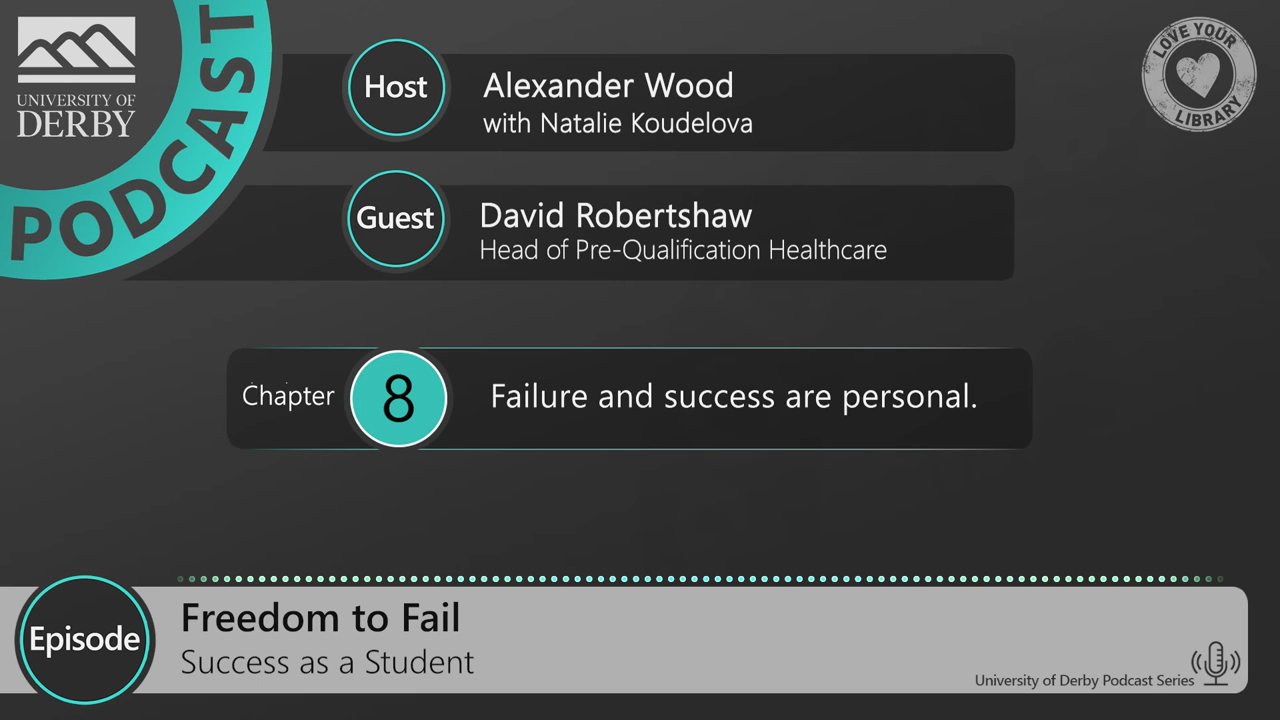 PODCAST
UNIVERSITY OF
DERBY
Host
Alexander Wood
with Natalie Koudelova
LOVE YOUR
LIBRARY
Guest
David Robertshaw
Head of Pre-Qualification Healthcare
Chapter
8
Failure and success are personal.
Episode
Freedom to Fail
Success as a Student
University of Derby Podcast Series